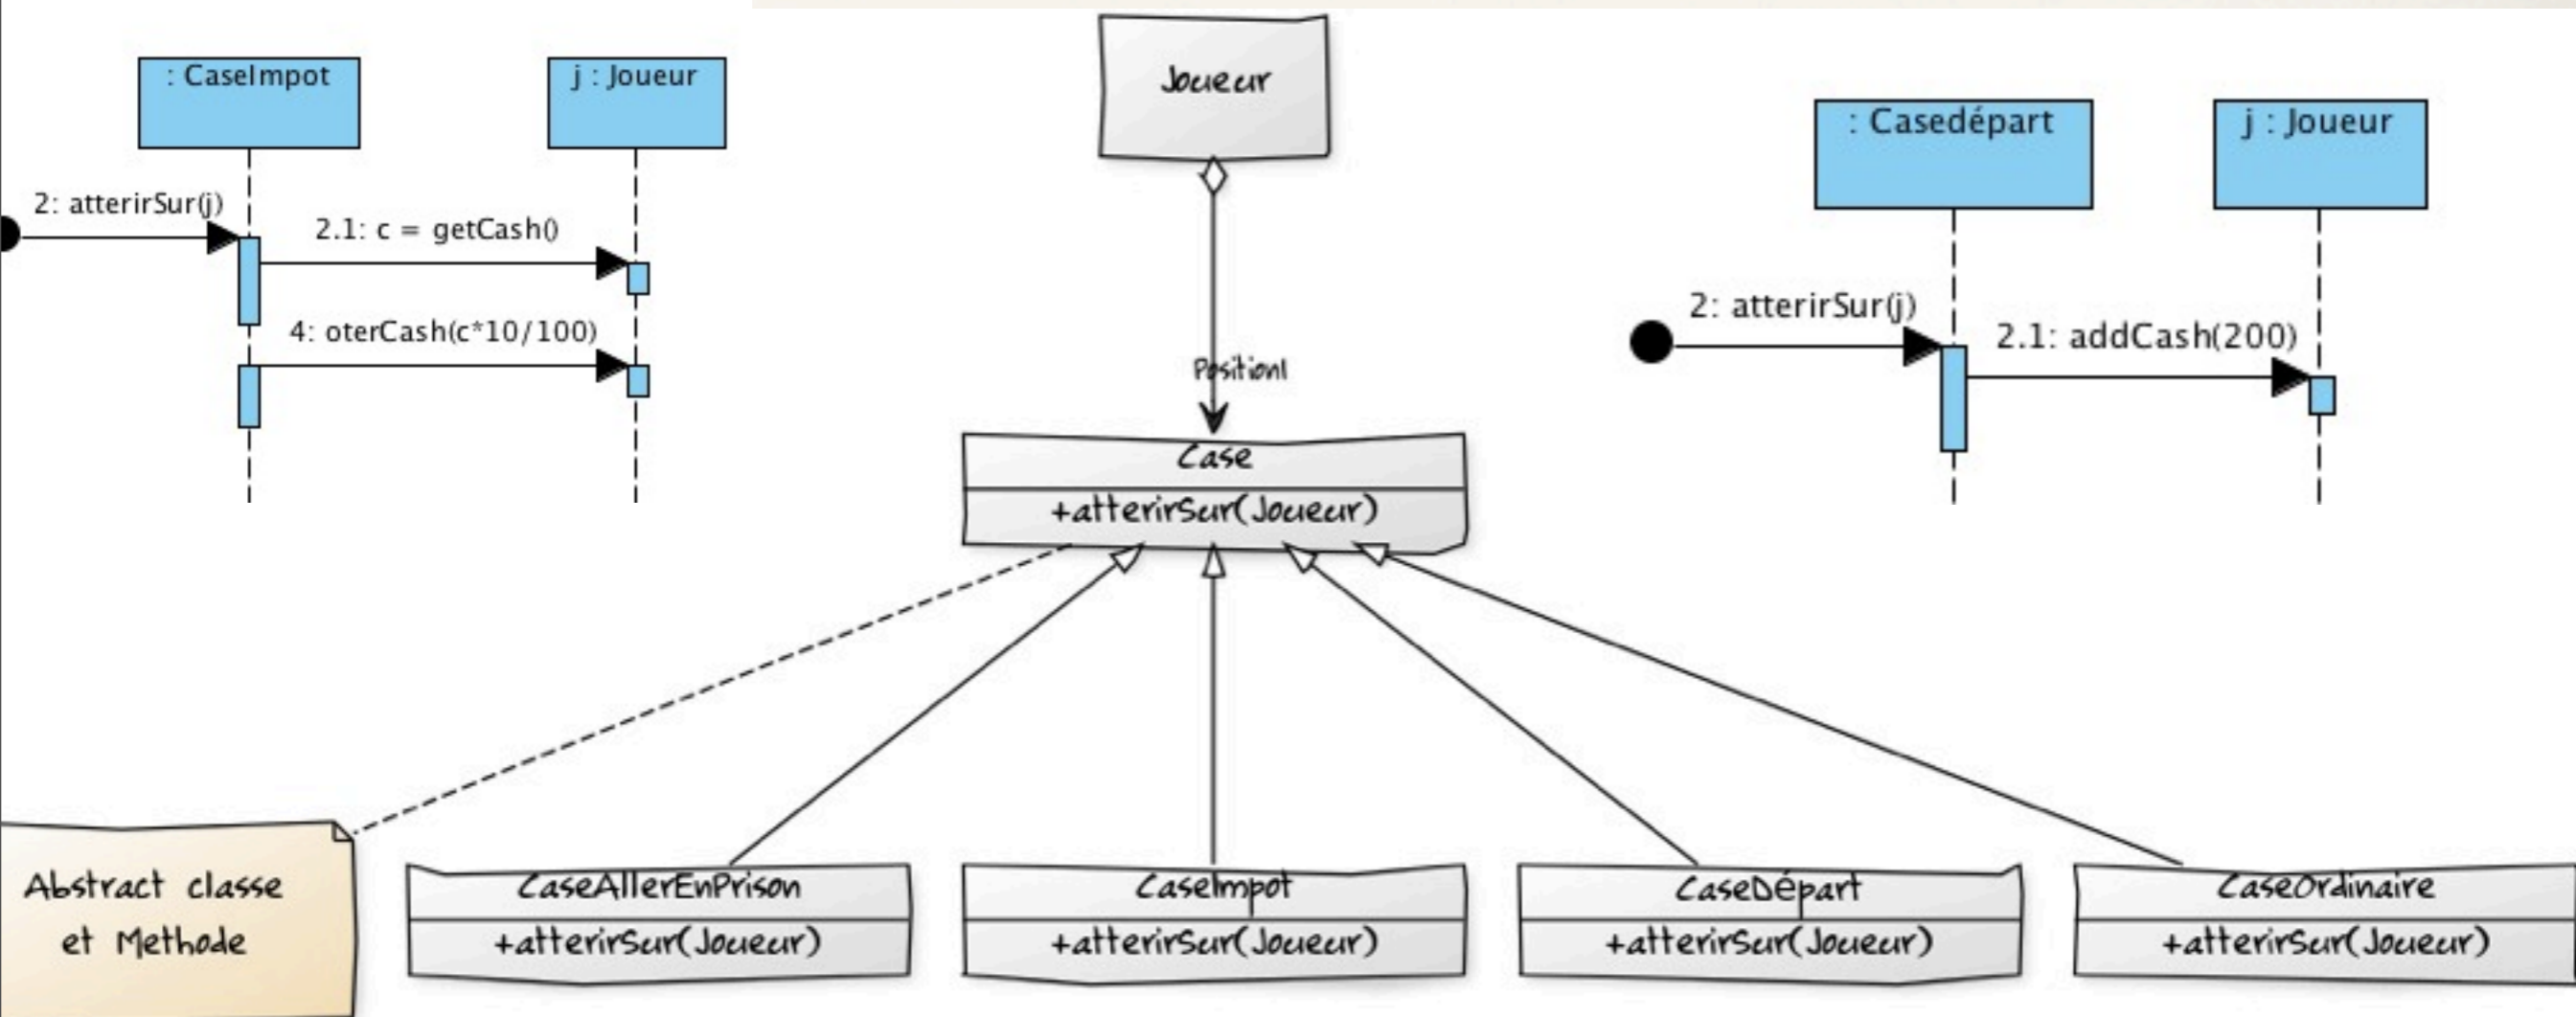 : CaseImpot
j : Joueur
2: atterirSur(j)
2.1: c = getCash()
4: oterCash(c*10/100)
Joueur
Position1
: Casedépart
j : Joueur
2: atterirSur(j)
2.1: addCash(200)
Case
+atterirSur(Joueur)
Abstract classe
et Methode
CaseAllerEnPrison
+atterirSur(Joueur)
CaseImpot
+atterirSur(Joueur)
CaseDépart
+atterirSur(Joueur)
CaseOrdinaire
+atterirSur(Joueur)